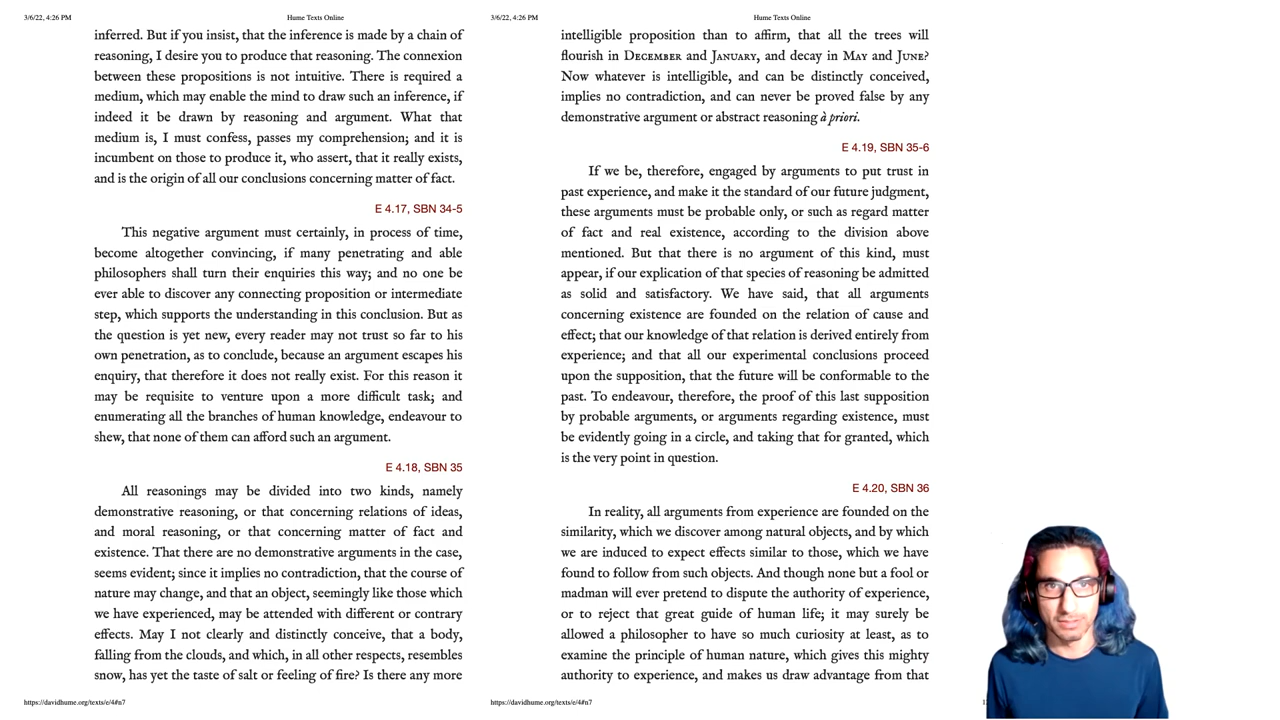 3/6/22, 4:26 PM
Hume Texts Online
inferred. But if you insist, that the inference is made by a chain of
reasoning, I desire you to produce that reasoning. The connexion
between these propositions is not intuitive. There is required a
medium, which may enable the mind to draw such an inference, if
indeed it be drawn by reasoning and argument. What that
medium is, I must confess, passes my comprehension; and it is
incumbent on those to produce it, who assert, that it really exists,
and is the origin of all our conclusions concerning matter of fact.
E 4.17, SBN 34-5
This negative argument must certainly, in process of time,
become altogether convincing, if many penetrating and able
philosophers shall turn their enquiries this way; and no one be
ever able to discover any connecting proposition or intermediate
step, which supports the understanding in this conclusion. But as
the question is yet new, every reader may not trust so far to his
own penetration, as to conclude, because an argument escapes his
enquiry, that therefore it does not really exist. For this reason it
may be requisite to venture upon a more difficult task; and
enumerating all the branches of human knowledge, endeavour to
shew, that none of them can afford such an argument.
E 4.18, SBN 35
All reasonings may be divided into two kinds, namely
demonstrative reasoning, or that concerning relations of ideas,
and moral reasoning, or that concerning matter of fact and
existence. That there are no demonstrative arguments in the case,
seems evident; since it implies no contradiction, that the course of
nature may change, and that an object, seemingly like those which
we have experienced, may be attended with different or contrary
effects. May I not clearly and distinctly conceive, that a body,
falling from the clouds, and which, in all other respects, resembles
snow, has yet the taste of salt or feeling of fire? Is there any more
https://davidhume.org/texts/e/4#n7
3/6/22, 4:26 PM
Hume Texts Online
intelligible proposition than to affirm, that all the trees will
flourish in DECEMBER and JANUARY, and decay in MAY and JUNE?
Now whatever is intelligible, and can be distinctly conceived,
implies no contradiction, and can never be proved false by any
demonstrative argument or abstract reasoning à priori.
E 4.19, SBN 35-6
If we be, therefore, engaged by arguments to put trust in
past experience, and make it the standard of our future judgment,
these arguments must be probable only, or such as regard matter
of fact and real existence, according to the division above
mentioned. But that there is no argument of this kind, must
appear, if our explication of that species of reasoning be admitted
as solid and satisfactory. We have said, that all arguments
concerning existence are founded on the relation of cause and
effect; that our knowledge of that relation is derived entirely from
experience; and that all our experimental conclusions proceed
upon the supposition, that the future will be conformable to the
past. To endeavour, therefore, the proof of this last supposition
by probable arguments, or arguments regarding existence, must
be evidently going in a circle, and taking that for granted, which
is the very point in question.
E 4.20, SBN 36
In reality, all arguments from experience are founded on the
similarity, which we discover among natural objects, and by which
we are induced to expect effects similar to those, which we have
found to follow from such objects. And though none but a fool or
madman will ever pretend to dispute the authority of experience,
or to reject that great guide of human life; it may surely be
allowed a philosopher to have so much curiosity at least, as to
examine the principle of human nature, which gives this mighty
authority to experience, and makes us draw advantage from that
https://davidhume.org/texts/e/4#n7